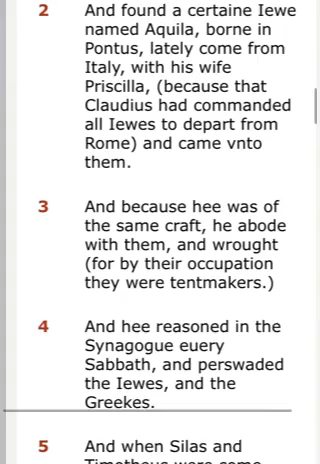 2 And found a certaine Iewe
named Aquila, borne in
Pontus, lately come from
Italy, with his wife
Priscilla, (because that
Claudius had commanded
all Iewes to depart from
Rome) and came vnto
them.
3 And because hee was of
the same craft, he abode
with them, and wrought
(for by their occupation
they were tentmakers.)
4 And hee reasoned in the
Synagogue euery
Sabbath, and perswaded
the Iewes, and the
Greekes.
5 And when Silas and
Timotheus were come